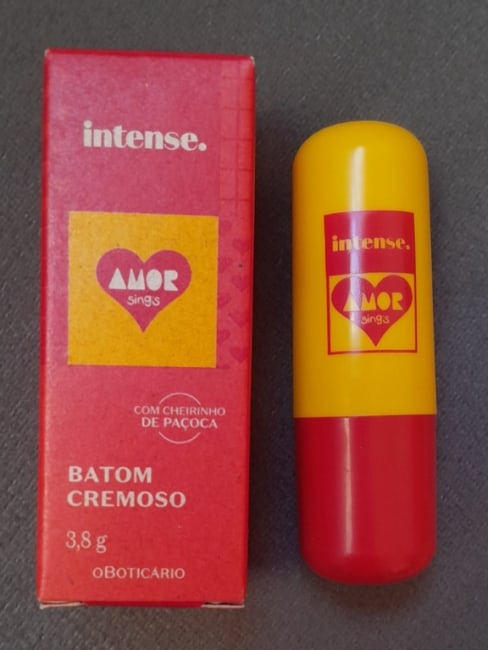 intense.
AMOR
sings
COM CHEIRINHO
DE PAÇOCA
BATOM
CREMOSO
3,8 g
oBOTICÁRIO
intense.
AMOR
sings